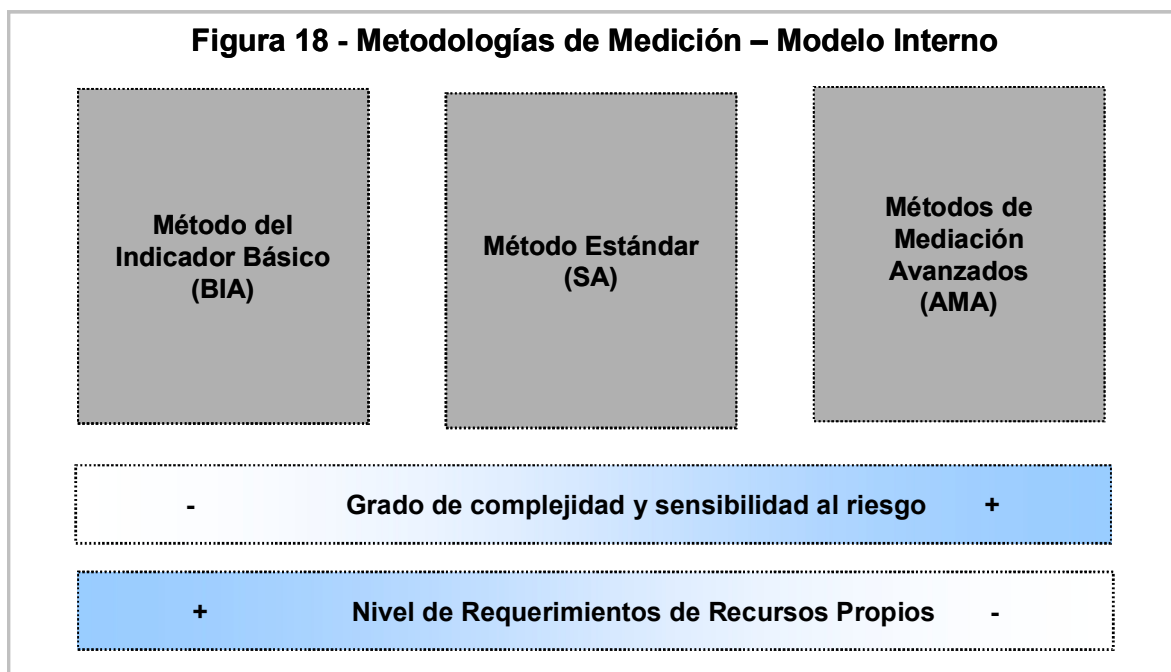 Figura 18 - Metodologías de Medición – Modelo Interno
Método del
Indicador Básico
(BIA)
Método Estándar
(SA)
Métodos de
Mediación
Avanzados
(AMA)
- Grado de complejidad y sensibilidad al riesgo +
+ Nivel de Requerimientos de Recursos Propios -